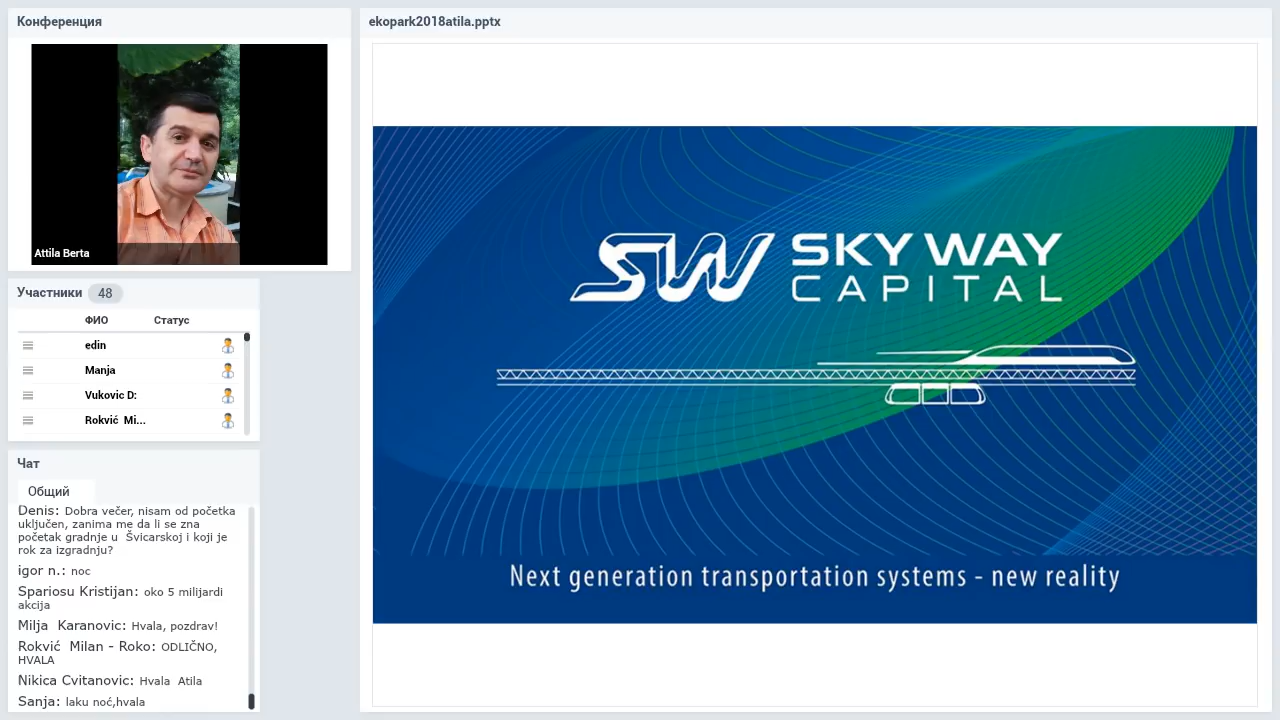 Конференция
Attila Berta
Участники 48
ФИО Статус
edin
Manja
Vukovic D:
Rokvić Mi...
Чат
Общий
Denis: Dobra večer, nisam od početka
uključen, zanima me da li se zna
početak gradnje u Švicarskoj i koji je
rok za izgradnju?
igor n.: noc
Spariosu Kristijan: oko 5 milijardi
akcija
Milja Karanovic: Hvala, pozdrav!
Rokvić Milan - Roko: ODLIČNO,
HVALA
Nikica Cvitanovic: Hvala Atila
Sanja: laku noć,hvala
ekopark2018atila.pptx
SW SKY WAY
CAPITAL
Next generation transportation systems - new reality